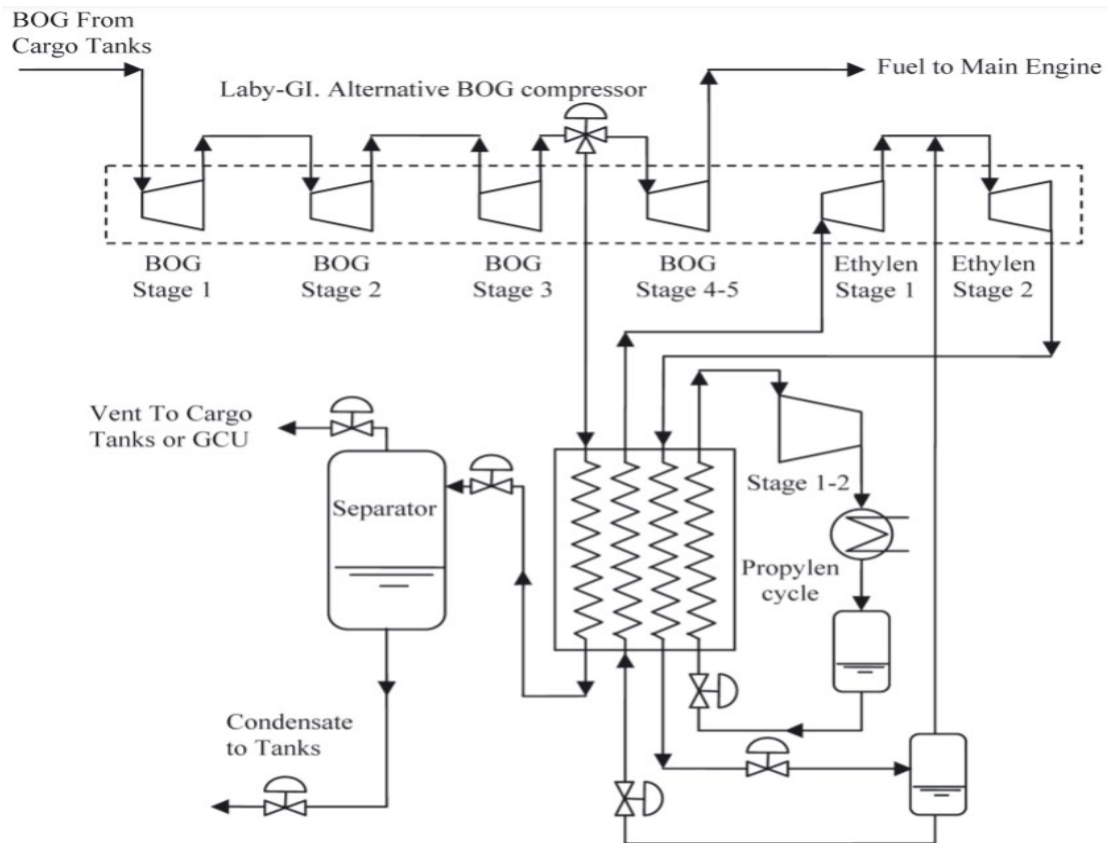 BOG From
Cargo Tanks
Fuel to Main Engine
Laby-GI. Alternative BOG compressor
BOG
Stage 1
BOG
Stage 2
BOG
Stage 3
BOG
Stage 4-5
Ethylen
Stage 1
Ethylen
Stage 2
Vent To Cargo
Tanks or GCU
Stage 1-2
Separator
Propylen
cycle
Condensate
to Tanks